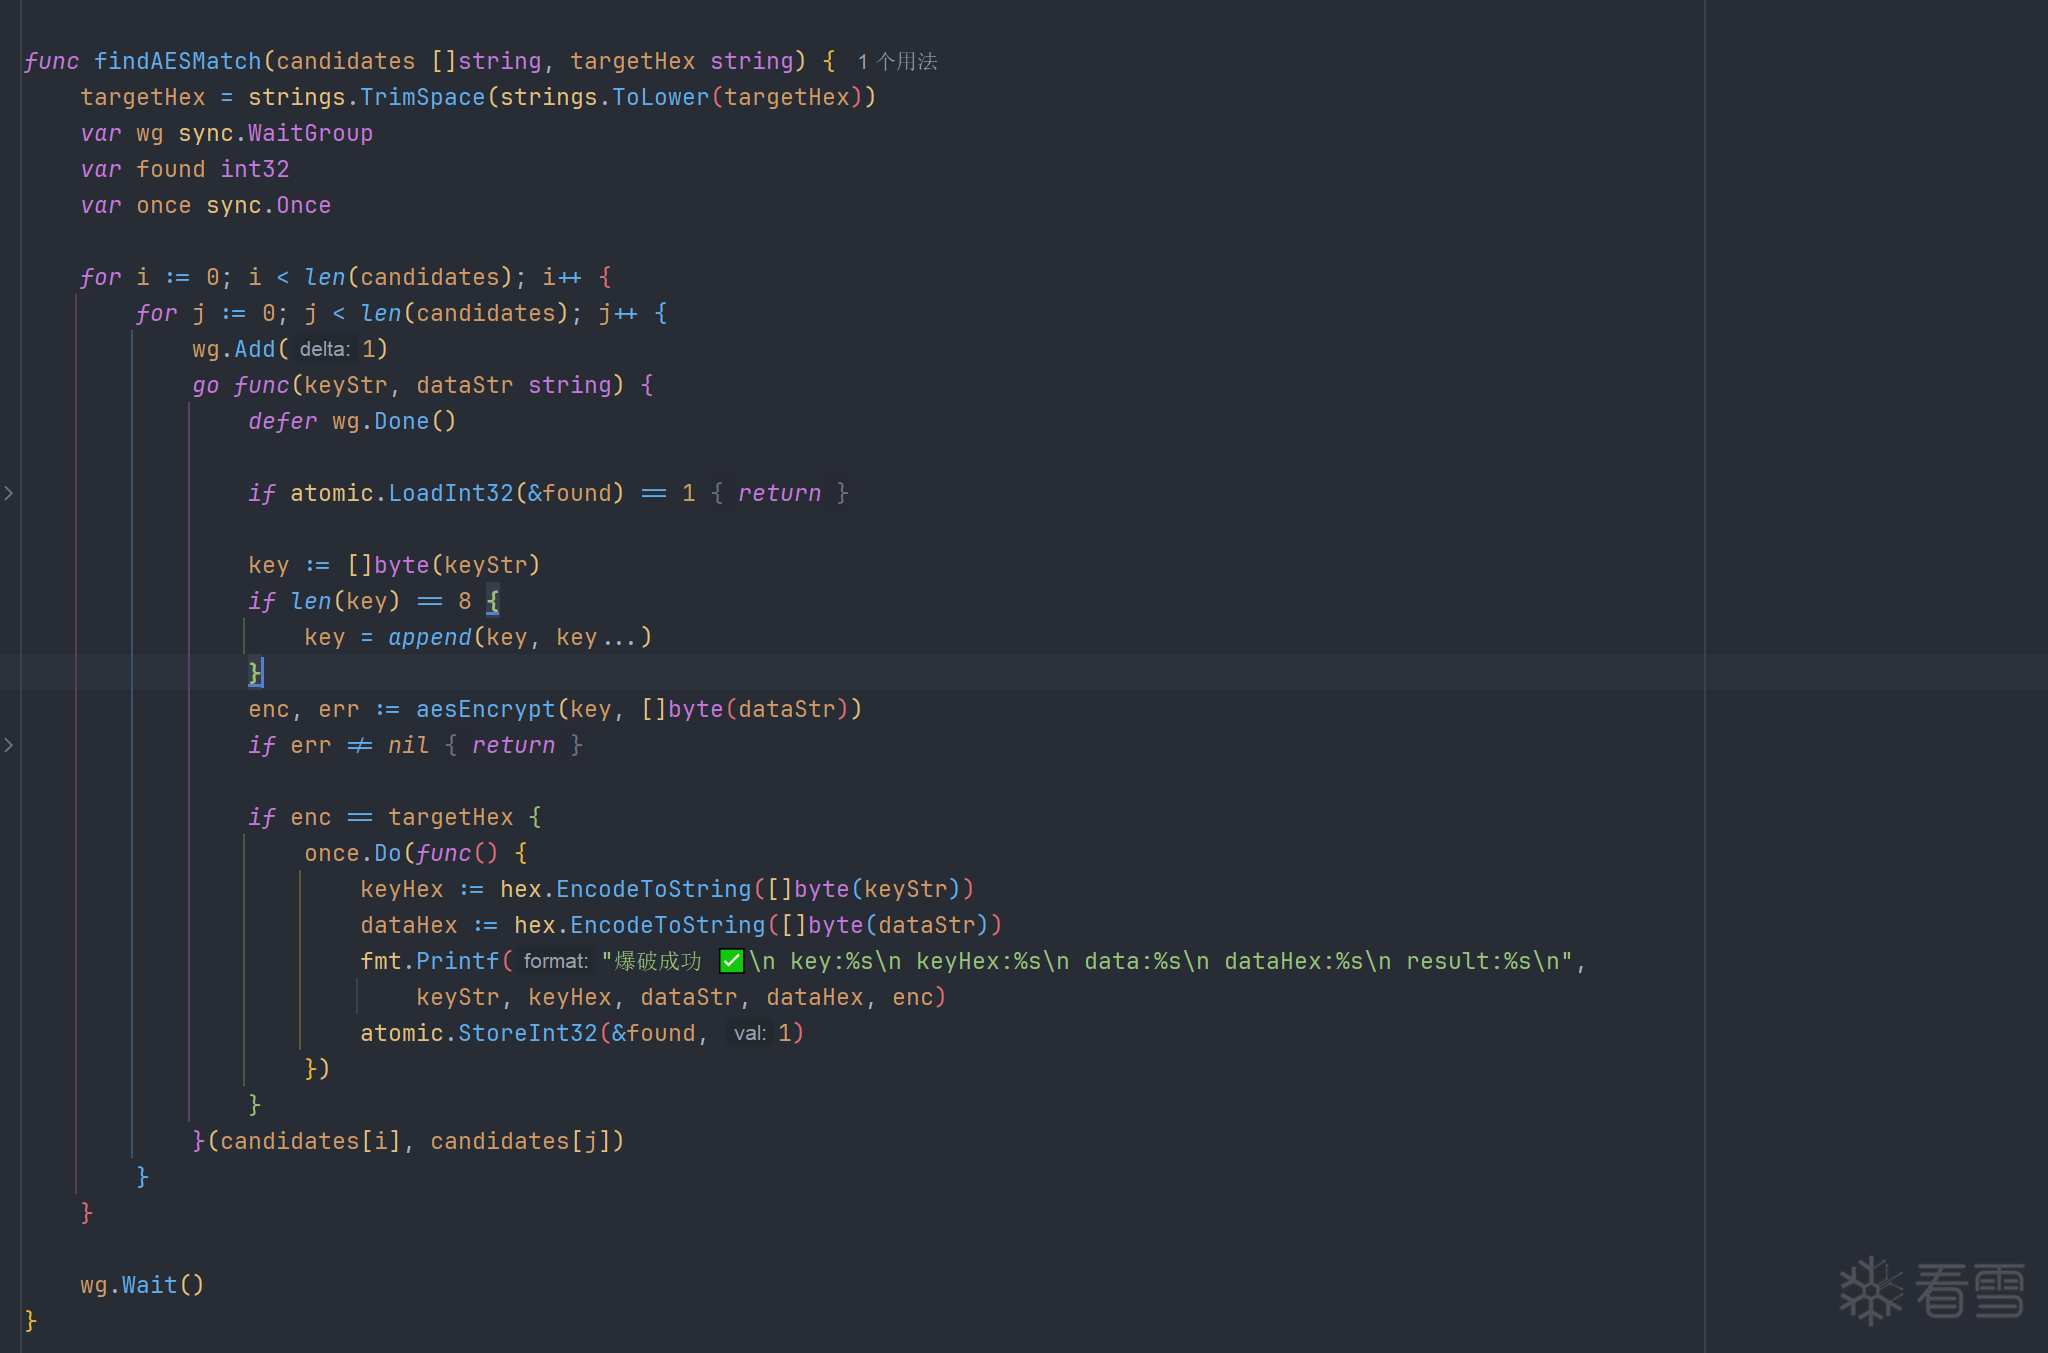 func findAESMatch(candidates []string, targetHex string) { 1 个用法
targetHex = strings.TrimSpace(strings.ToLower(targetHex))
var wg sync.WaitGroup
var found int32
var once sync.Once
for i := 0; i < len(candidates); i++ {
for j := 0; j < len(candidates); j++ {
wg.Add( delta: 1)
go func(keyStr, dataStr string) {
defer wg.Done()
if atomic.LoadInt32(&found) == 1 { return }
key := []byte(keyStr)
if len(key) == 8 {
key = append(key, key...)
}
enc, err := aesEncrypt(key, []byte(dataStr))
if err != nil { return }
if enc == targetHex {
once.Do(func() {
keyHex := hex.EncodeToString([]byte(keyStr))
dataHex := hex.EncodeToString([]byte(dataStr))
fmt.Printf( format: "爆破成功 ✅\n key:%s\n keyHex:%s\n data:%s\n dataHex:%s\n result:%s\n",
keyStr, keyHex, dataStr, dataHex, enc)
atomic.StoreInt32(&found, val: 1)
})
}
}(candidates[i], candidates[j])
}
}
wg.Wait()
}
看雪